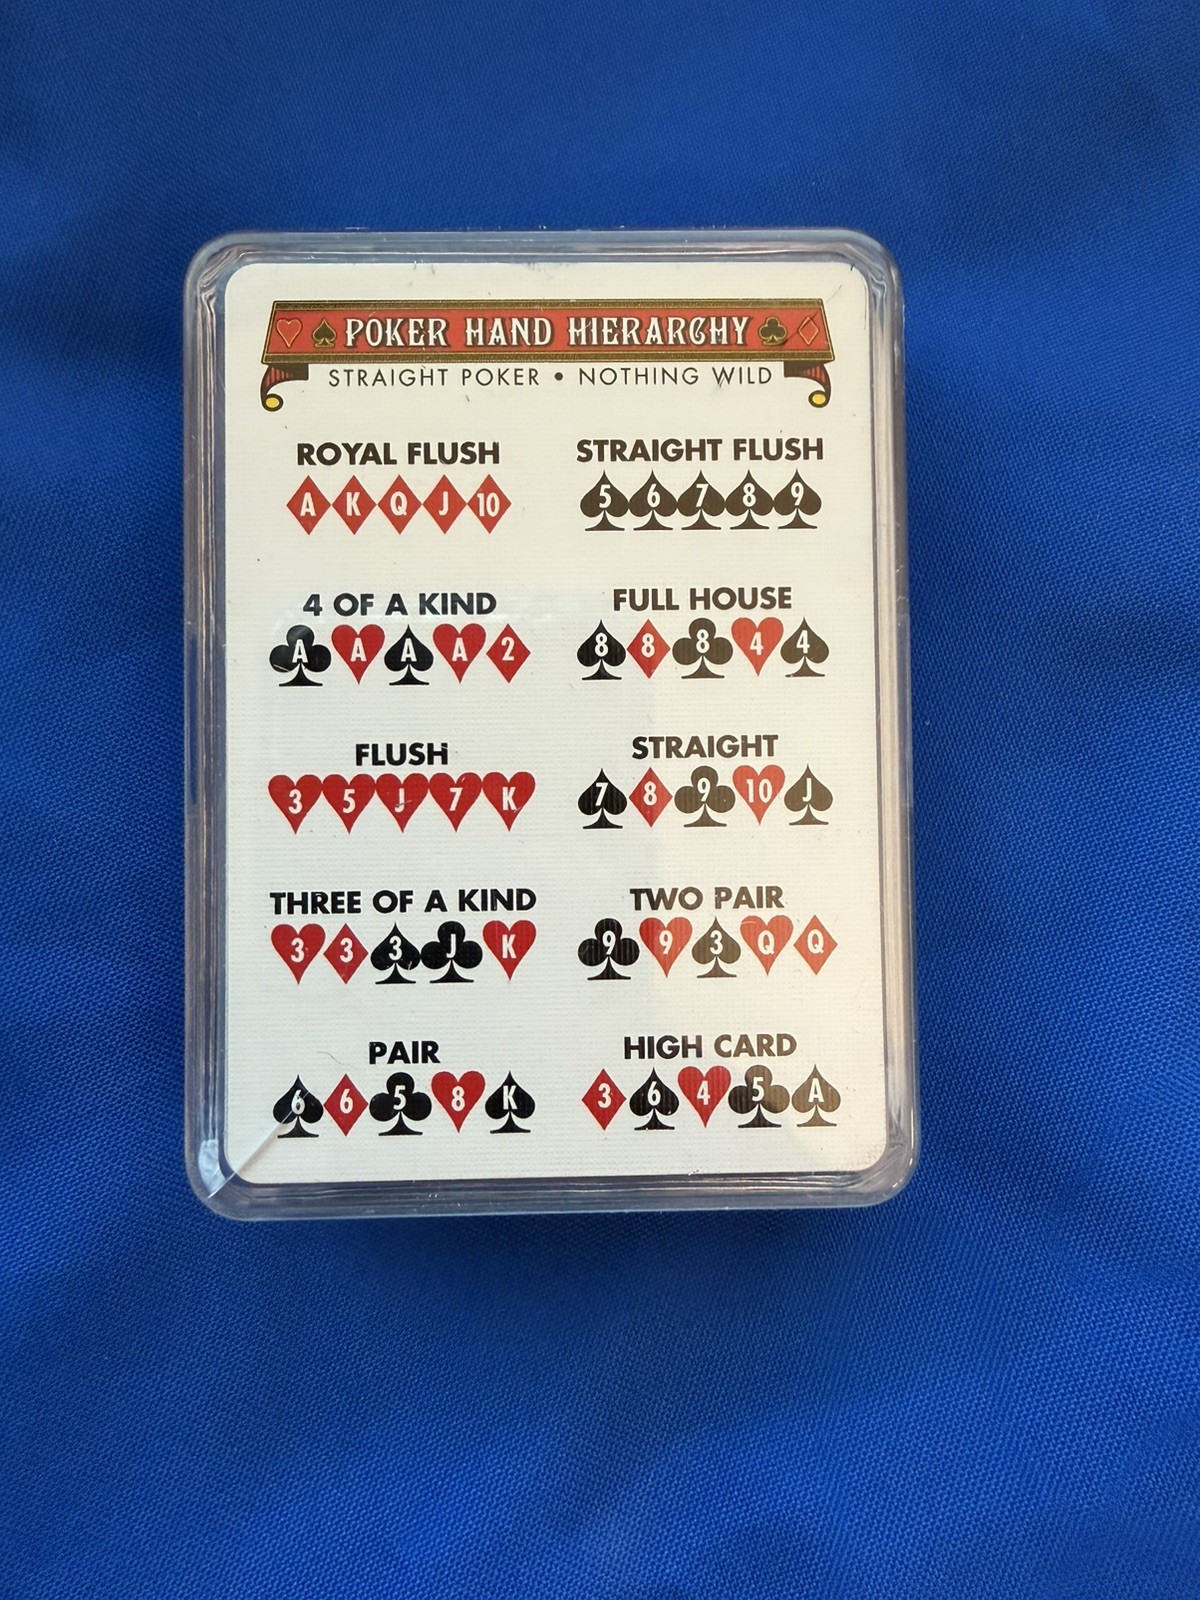 POKER HAND HIERARCHY
STRAIGHT POKER • NOTHING WILD
ROYAL FLUSH
A K Q J 10
STRAIGHT FLUSH
5 6 7 8 9
4 OF A KIND
A A A A 2
FULL HOUSE
8 8 8 4 4
FLUSH
3 5 J 7 K
STRAIGHT
7 8 9 10 J
THREE OF A KIND
3 3 3 J K
TWO PAIR
9 9 3 Q Q
PAIR
6 6 5 8 K
HIGH CARD
3 6 4 5 A